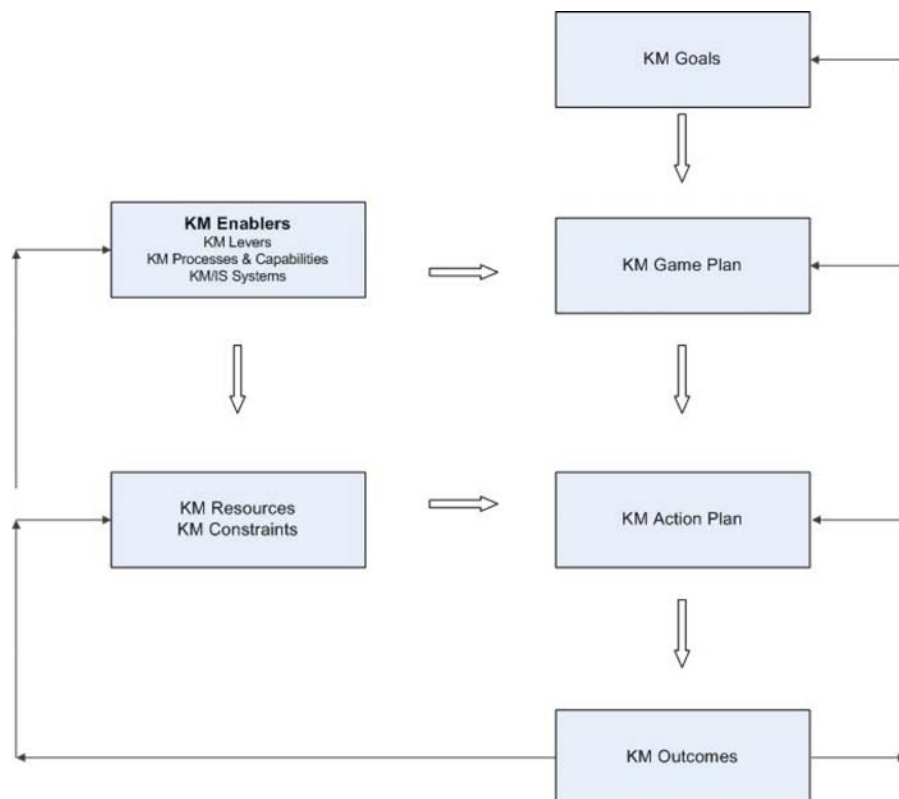 KM Goals
KM Enablers
KM Levers
KM Processes & Capabilities
KM/IS Systems
KM Game Plan
KM Resources
KM Constraints
KM Action Plan
KM Outcomes